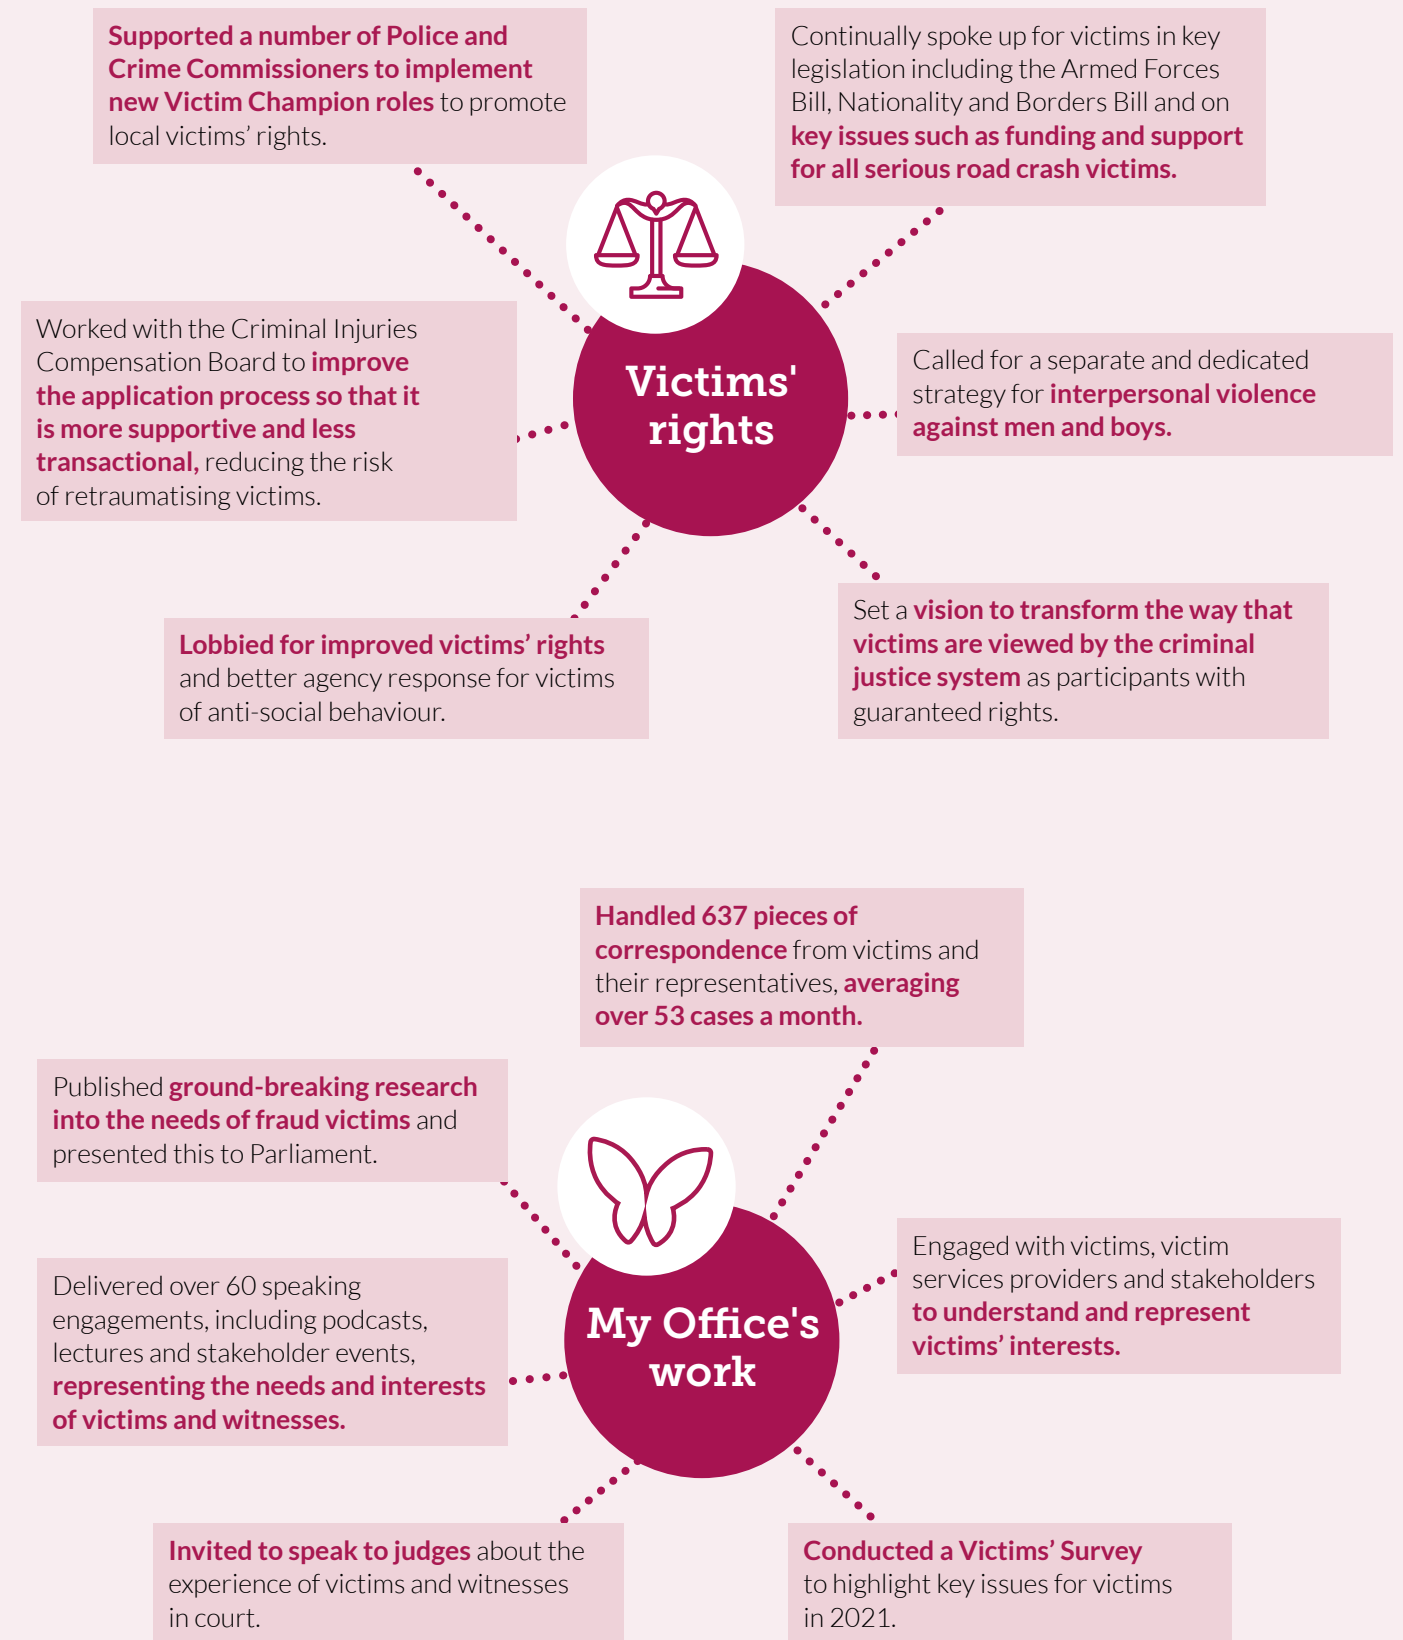 Supported a number of Police and
Crime Commissioners to implement
new Victim Champion roles to promote
local victims’ rights.
Continually spoke up for victims in key
legislation including the Armed Forces
Bill, Nationality and Borders Bill and on
key issues such as funding and support
for all serious road crash victims.
Worked with the Criminal Injuries
Compensation Board to improve
the application process so that it
is more supportive and less
transactional, reducing the risk
of retraumatising victims.
Victims'
rights
Called for a separate and dedicated
strategy for interpersonal violence
against men and boys.
Lobbied for improved victims’ rights
and better agency response for victims
of anti-social behaviour.
Set a vision to transform the way that
victims are viewed by the criminal
justice system as participants with
guaranteed rights.
Handled 637 pieces of
correspondence from victims and
their representatives, averaging
over 53 cases a month.
Published ground-breaking research
into the needs of fraud victims and
presented this to Parliament.
Delivered over 60 speaking
engagements, including podcasts,
lectures and stakeholder events,
representing the needs and interests
of victims and witnesses.
My Office's
work
Engaged with victims, victim
services providers and stakeholders
to understand and represent
victims’ interests.
Invited to speak to judges about the
experience of victims and witnesses
in court.
Conducted a Victims’ Survey
to highlight key issues for victims
in 2021.